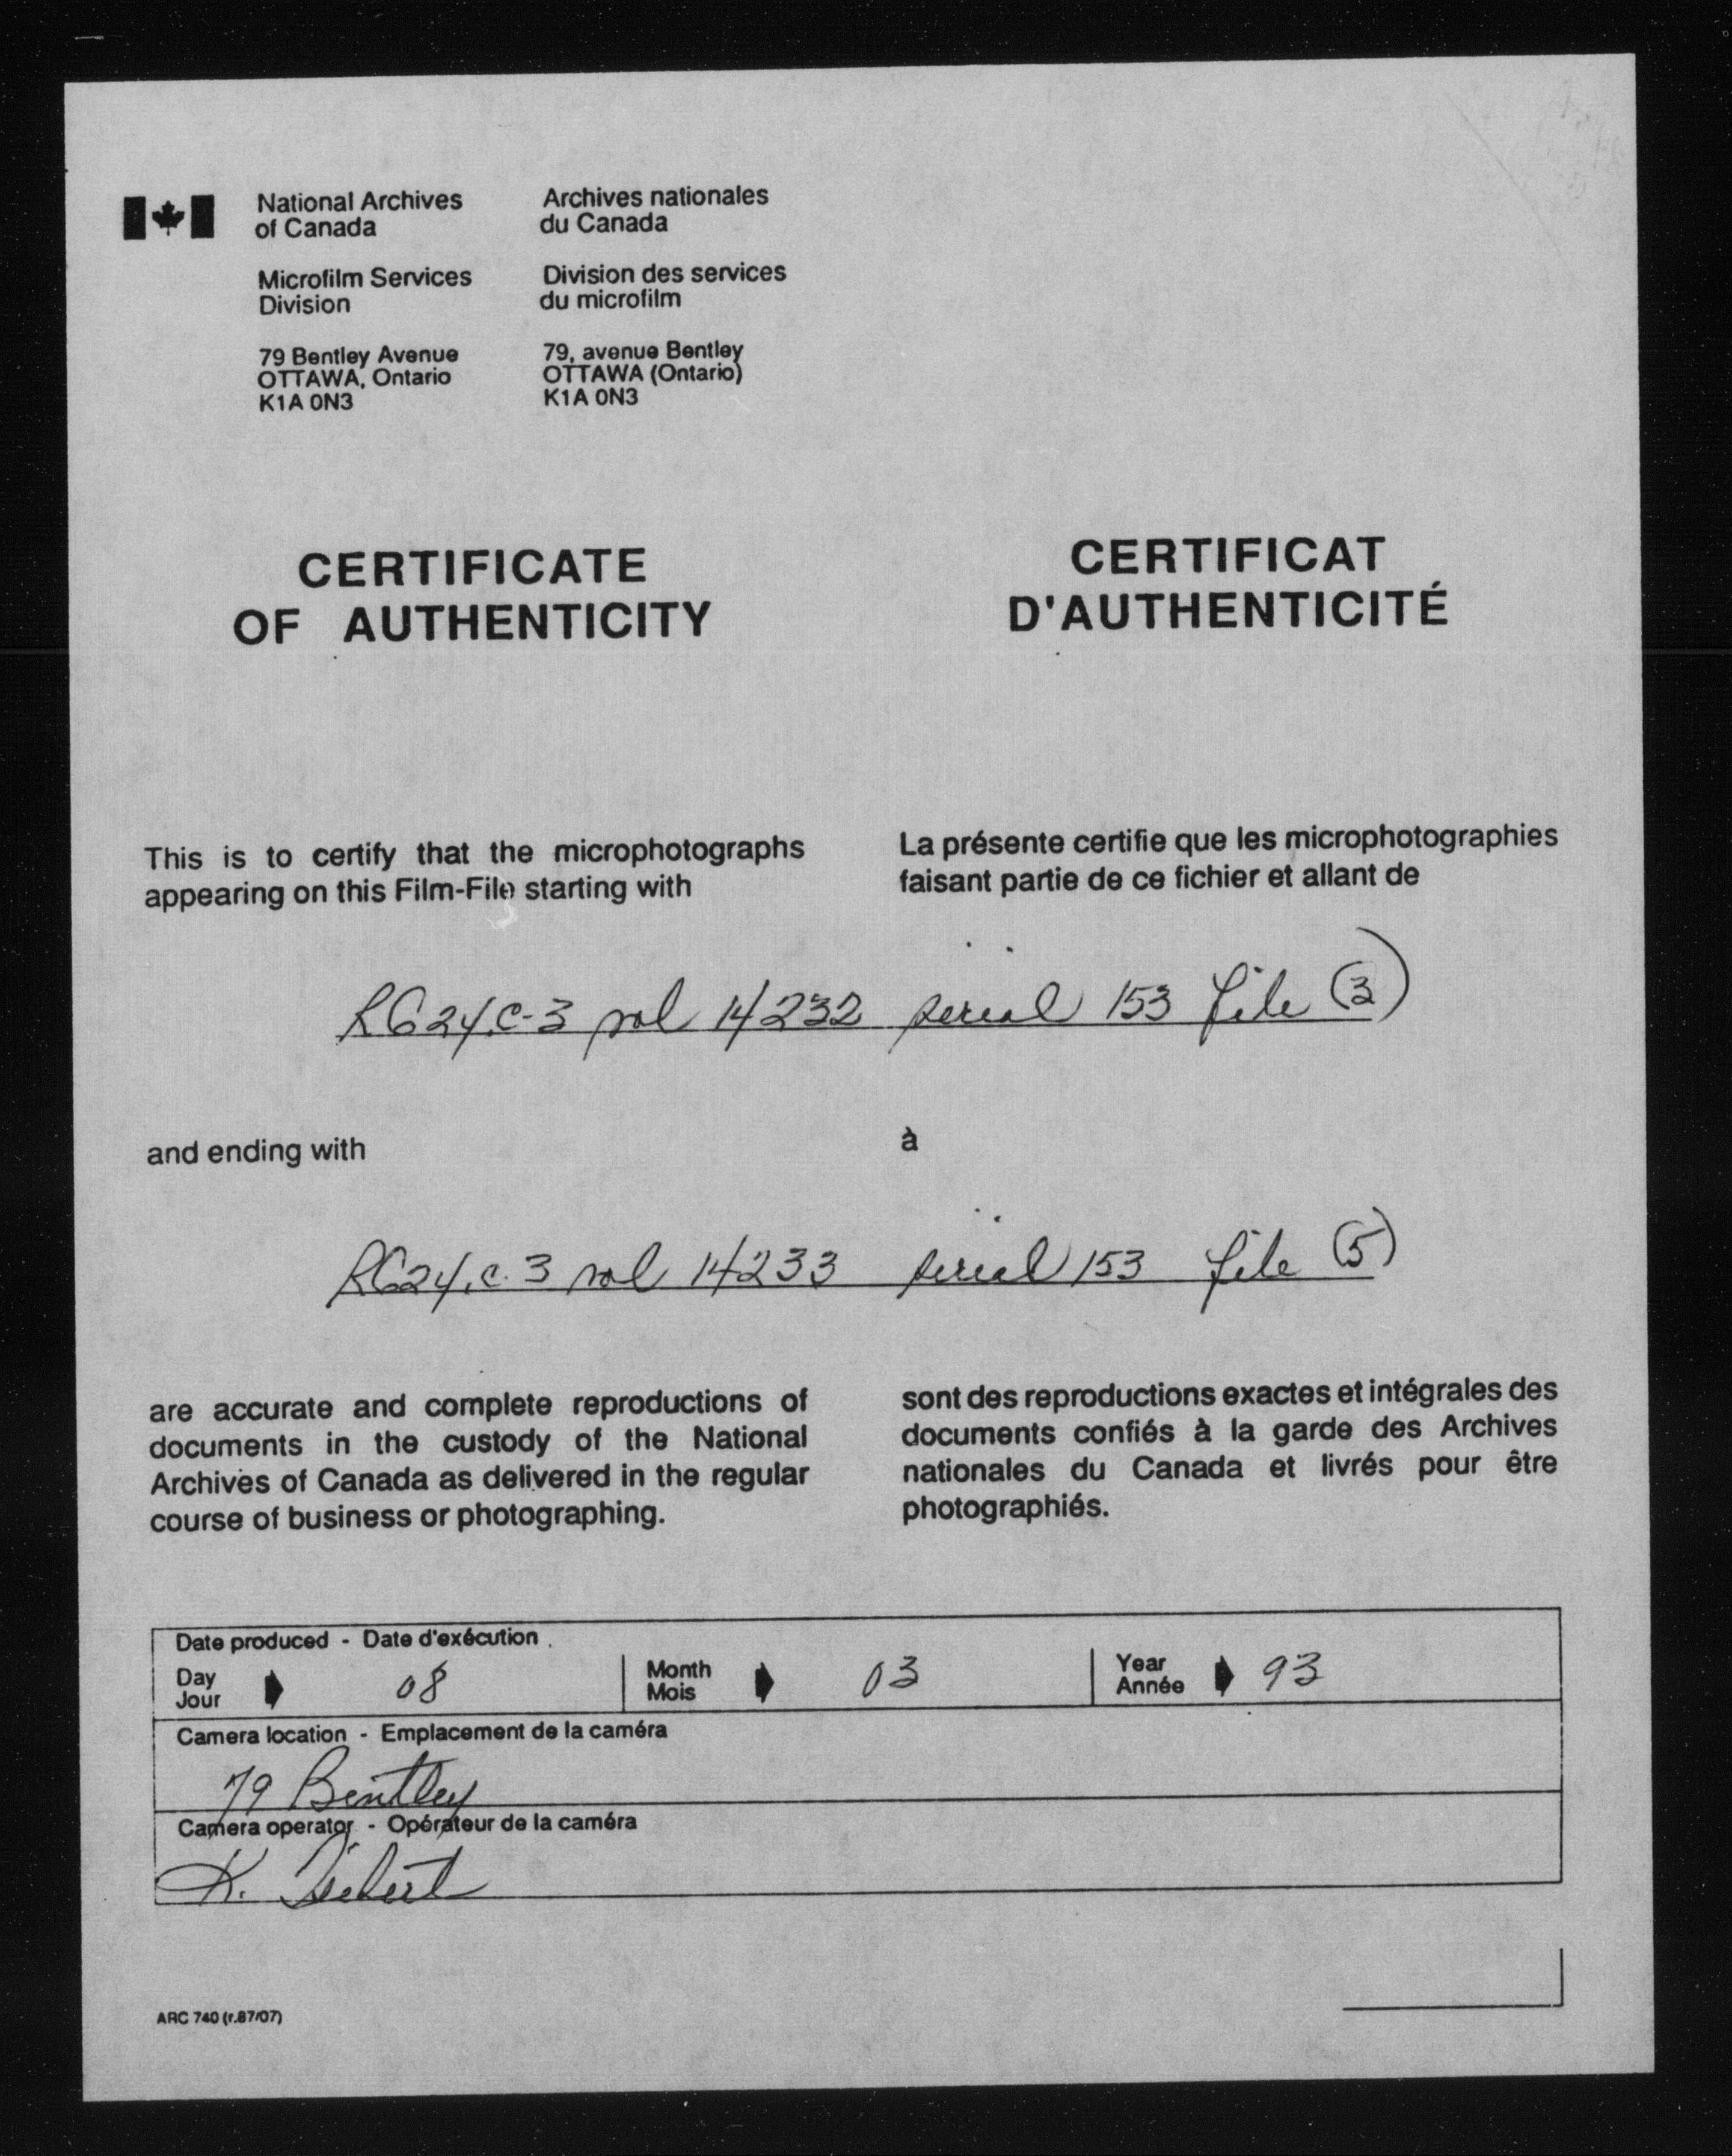 National Archives
of Canada
Archives nationales
du Canada
Microfilm Services
Division
Division des services
du microfilm
79 Bentley Avenue
OTTAWA, Ontario
K1A 0N3
79, avenue Bentley
OTTAWA (Ontario)
K1A 0N3
CERTIFICATE
OF AUTHENTICITY
CERTIFICAT
D'AUTHENTICITÉ
This is to certify that the microphotographs
appearing on this Film-File starting with
La présente certifie que les microphotographies
faisant partie de ce fichier et allant de
RG24,C-3 vol 14232 serial 153 file (3)
and ending with
à
RG24,C.3 vol 14233 serial 153 file (5)
are accurate and complete reproductions of
documents in the custody of the National
Archives of Canada as delivered in the regular
course of business or photographing.
sont des reproductions exactes et intégrales des
documents confiés à la garde des Archives
nationales du Canada et livrés pour être
photographiés.
Date produced - Date d'exécution
Day
Jour
08
Month
Mois
03
Year
Année
93
Camera location - Emplacement de la caméra
79 Bentley
Camera operator - Opérateur de la caméra
K.
ARC 740 (r.87/07)